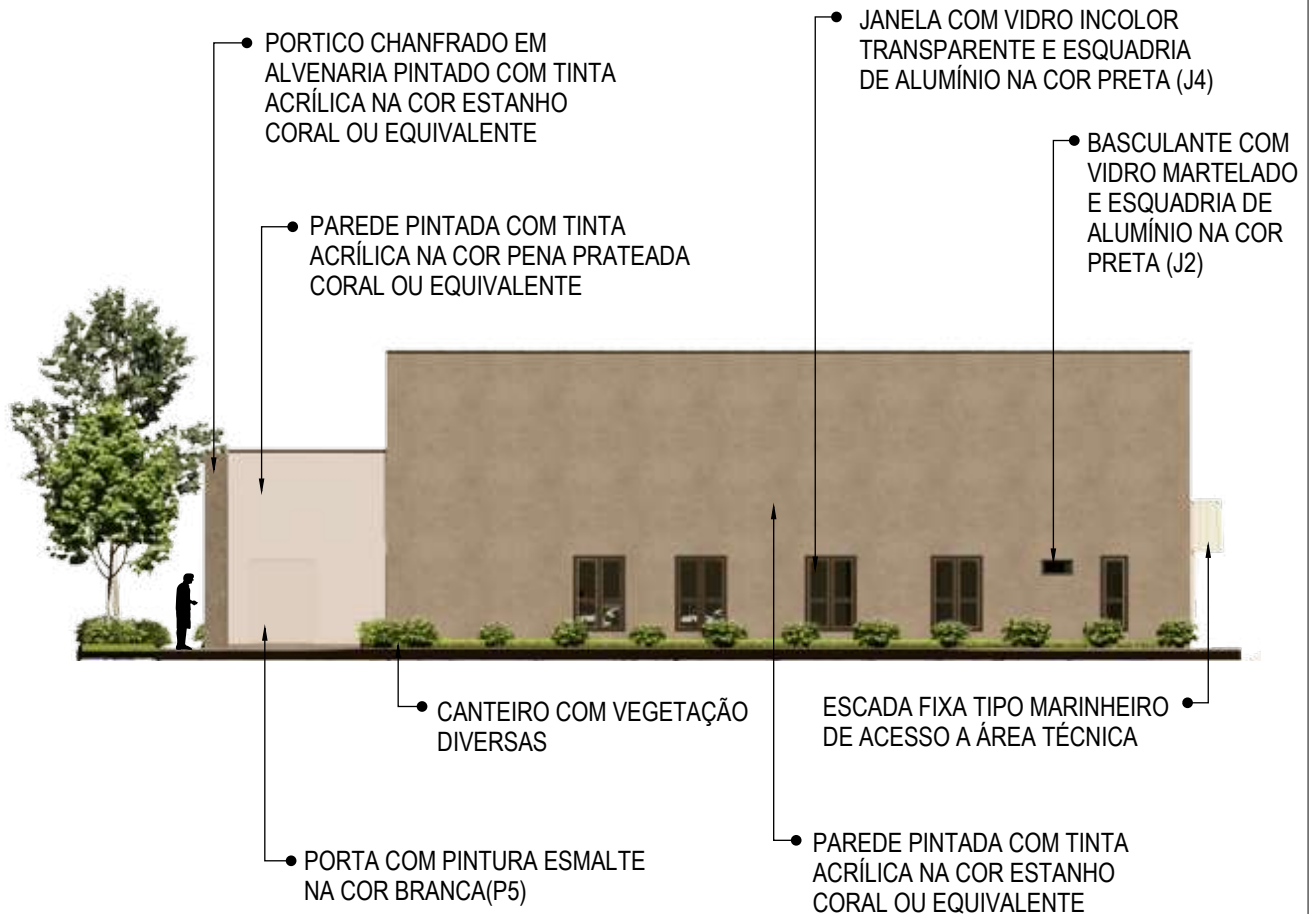 PORTICO CHANFRADO EM
ALVENARIA PINTADO COM TINTA
ACRÍLICA NA COR ESTANHO
CORAL OU EQUIVALENTE
JANELA COM VIDRO INCOLOR
TRANSPARENTE E ESQUADRIA
DE ALUMÍNIO NA COR PRETA (J4)
BASCULANTE COM
VIDRO MARTELADO
E ESQUADRIA DE
ALUMÍNIO NA COR
PRETA (J2)
PAREDE PINTADA COM TINTA
ACRÍLICA NA COR PENA PRATEADA
CORAL OU EQUIVALENTE
CANTEIRO COM VEGETAÇÃO
DIVERSAS
ESCADA FIXA TIPO MARINHEIRO
DE ACESSO A ÁREA TÉCNICA
PORTA COM PINTURA ESMALTE
NA COR BRANCA(P5)
PAREDE PINTADA COM TINTA
ACRÍLICA NA COR ESTANHO
CORAL OU EQUIVALENTE